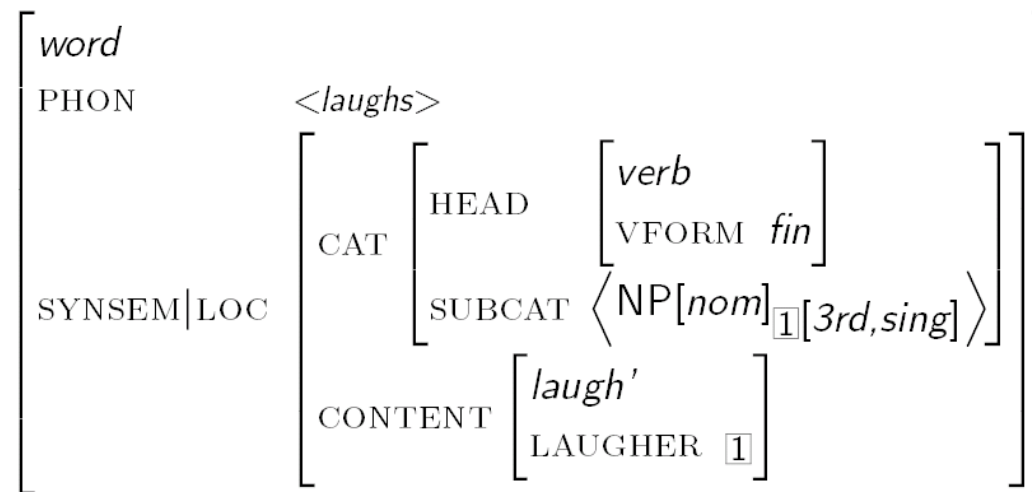 word
PHON <laughs>
HEAD [verb
VFORM fin]
CAT
SUBCAT ⟨NP[nom]₁[3rd,sing]⟩
SYNSEM|LOC
CONTENT [laugh’
LAUGHER 1]